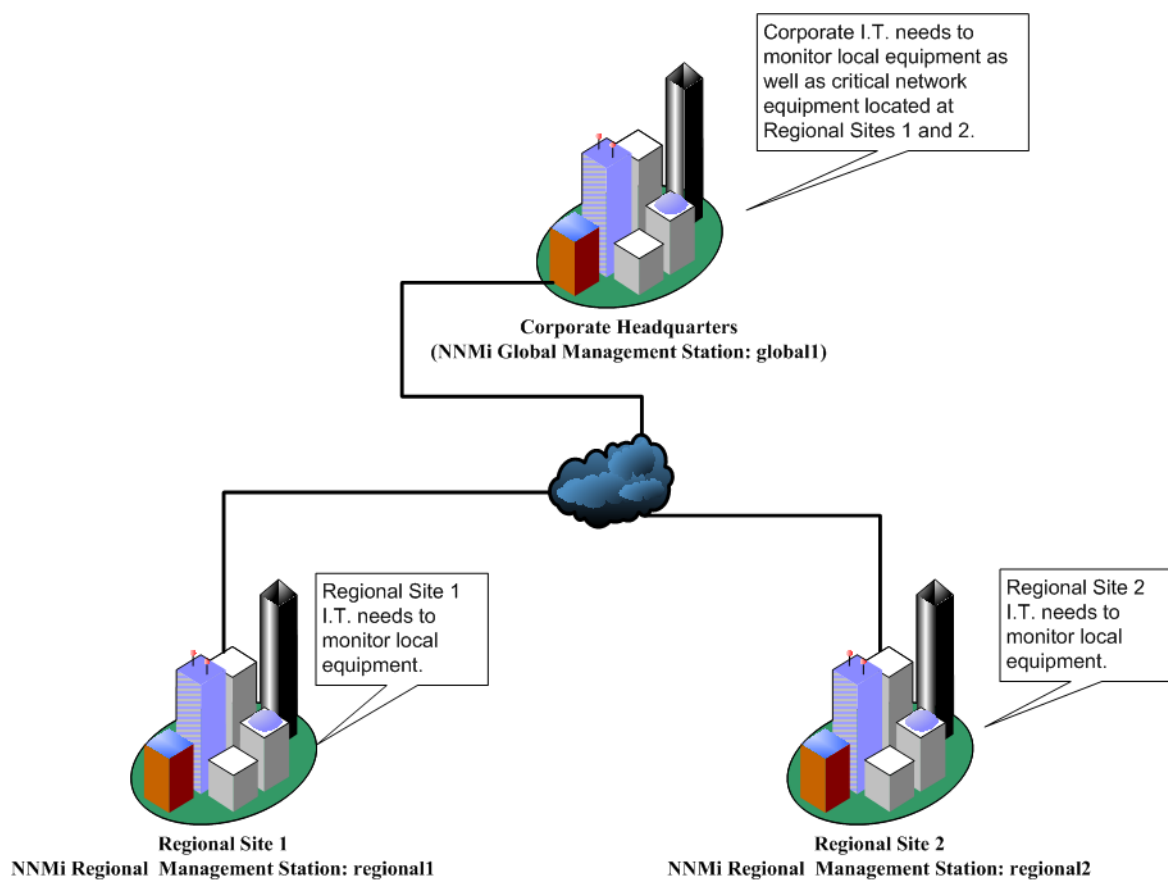 Corporate I.T. needs to
monitor local equipment as
well as critical network
equipment located at
Regional Sites 1 and 2.
Corporate Headquarters
(NNMi Global Management Station: global1)
Regional Site 1
I.T. needs to
monitor local
equipment.
Regional Site 2
I.T. needs to
monitor local
equipment.
Regional Site 1
NNMi Regional Management Station: regional1
Regional Site 2
NNMi Regional Management Station: regional2